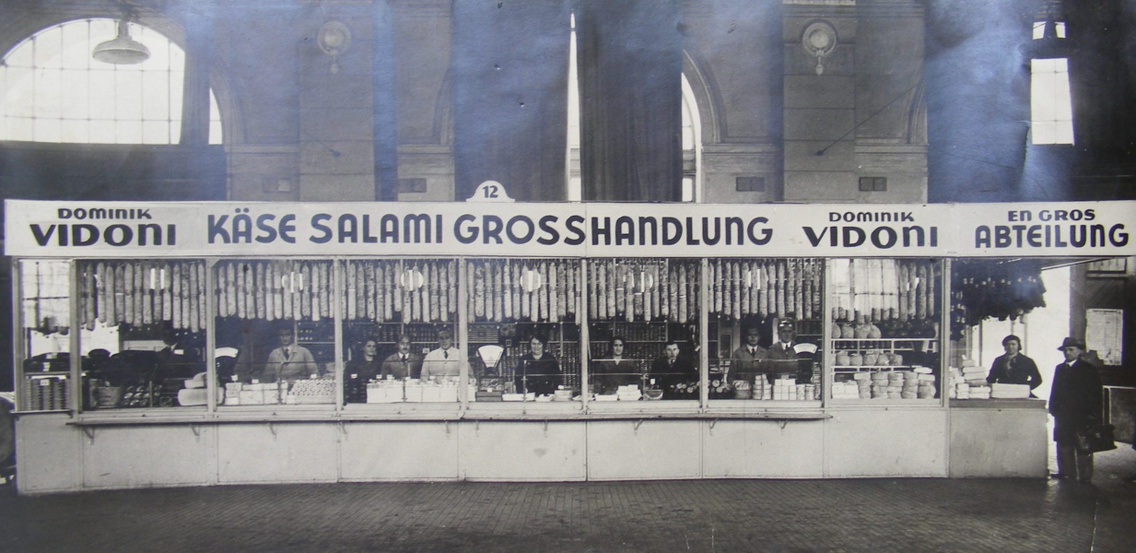 12
DOMINIK
VIDONI
KÄSE SALAMI GROSSHANDLUNG
DOMINIK
VIDONI
EN GROS
ABTEILUNG